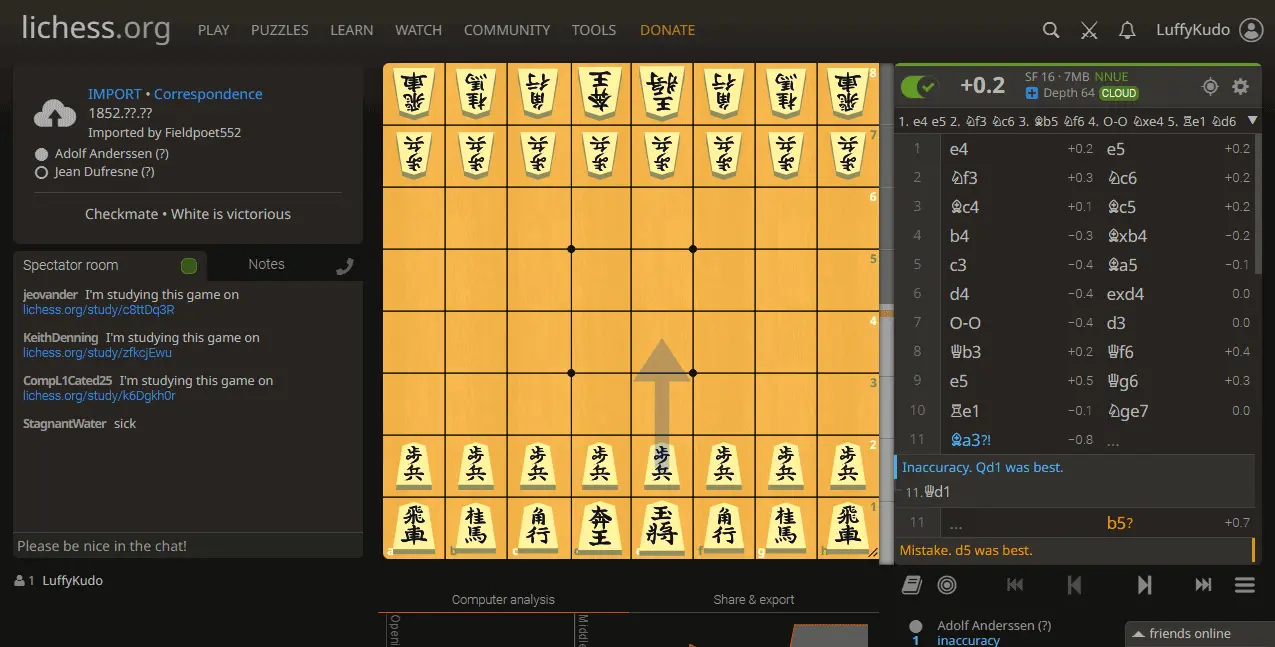 lichess.org PLAY PUZZLES LEARN WATCH COMMUNITY TOOLS DONATE LuffyKudo
IMPORT • Correspondence
1852.??.??
Imported by Fieldpoet552
Adolf Anderssen (?)
Jean Dufresne (?)
Checkmate • White is victorious
Spectator room Notes
jeovander I'm studying this game on
lichess.org/study/c8ttDq3R
KeithDenning I'm studying this game on
lichess.org/study/zfkcjEwu
CompL1Cated25 I'm studying this game on
lichess.org/study/k6Dgkh0r
StagnantWater sick
Please be nice in the chat!
1 LuffyKudo
飛車 桂馬 角行 奔王 王将 角行 桂馬 飛車 8
歩兵 歩兵 歩兵 歩兵 歩兵 歩兵 歩兵 歩兵 7
6
5
4
3
歩兵 歩兵 歩兵 歩兵 歩兵 歩兵 歩兵 歩兵 2
飛車 桂馬 角行 奔王 玉将 角行 桂馬 飛車 1
a b c e f g h
Computer analysis Share & export
Openi Middl
+0.2 SF 16 · 7MB NNUE
Depth 64 CLOUD
1. e4 e5 2. ♘f3 ♘c6 3. ♗b5 ♘f6 4. O-O ♘xe4 5. ♖e1 ♘d6
1 e4 +0.2 e5 +0.2
2 ♘f3 +0.3 ♘c6 +0.2
3 ♗c4 +0.1 ♗c5 +0.2
4 b4 −0.3 ♗xb4 −0.2
5 c3 −0.4 ♗a5 −0.1
6 d4 −0.4 exd4 0.0
7 O-O −0.4 d3 0.0
8 ♕b3 +0.2 ♕f6 +0.4
9 e5 +0.5 ♕g6 +0.3
10 ♖e1 −0.1 ♘ge7 0.0
11 ♗a3?! −0.8 ...
Inaccuracy. Qd1 was best.
11. ♕d1
11 ... b5? +0.7
Mistake. d5 was best.
Adolf Anderssen (?)
1 inaccuracy
friends online